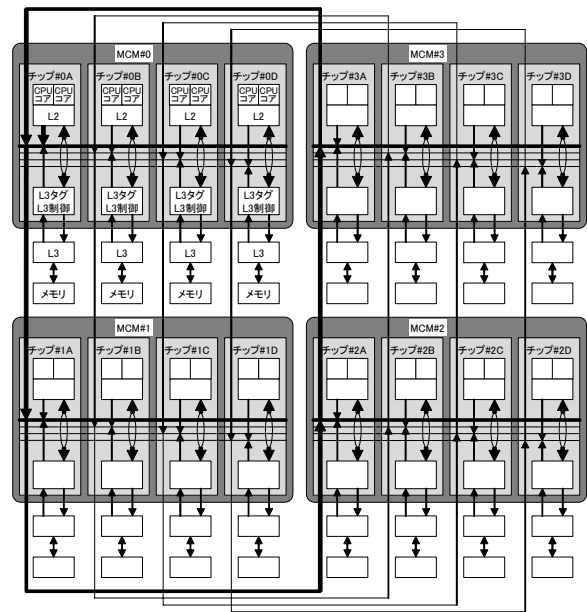 MCM#0
チップ#0A
チップ#0B
チップ#0C
チップ#0D
CPU コア
CPU コア
CPU コア
CPU コア
CPU コア
CPU コア
CPU コア
CPU コア
L2
L2
L2
L2
L3タグ
L3制御
L3タグ
L3制御
L3タグ
L3制御
L3タグ
L3制御
L3
L3
L3
L3
メモリ
メモリ
メモリ
メモリ
MCM#3
チップ#3A
チップ#3B
チップ#3C
チップ#3D
MCM#1
チップ#1A
チップ#1B
チップ#1C
チップ#1D
MCM#2
チップ#2A
チップ#2B
チップ#2C
チップ#2D